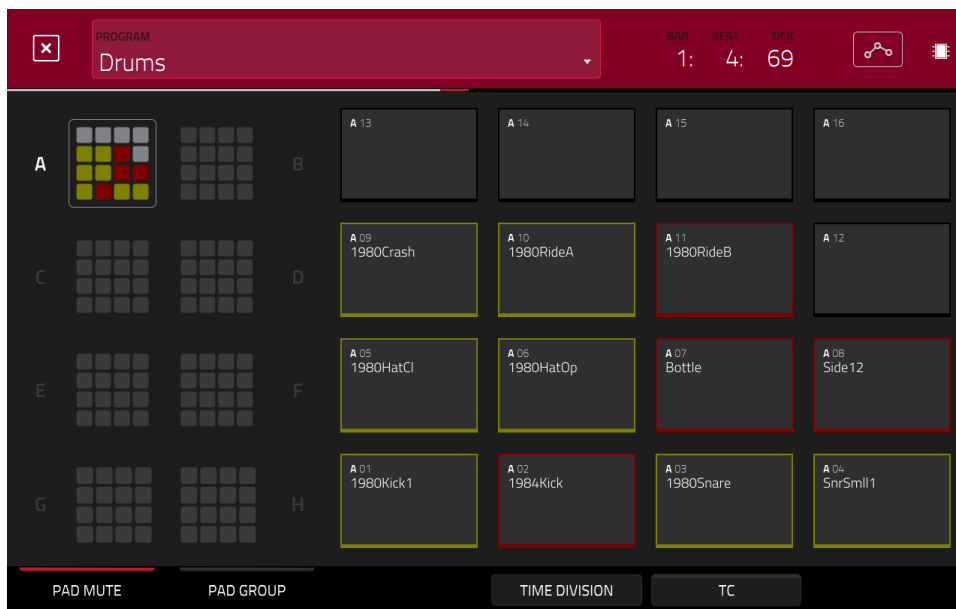 PROGRAM
Drums
BAR BEAT TICK
1: 4: 69
A B
A 13 A 14 A 15 A 16
C D
A 09 A 10 A 11 A 12
1980Crash 1980RideA 1980RideB
E F
A 05 A 06 A 07 A 08
1980HatCl 1980HatOp Bottle Side12
G H
A 01 A 02 A 03 A 04
1980Kick1 1984Kick 1980Snare SnrSmll1
PAD MUTE PAD GROUP TIME DIVISION TC